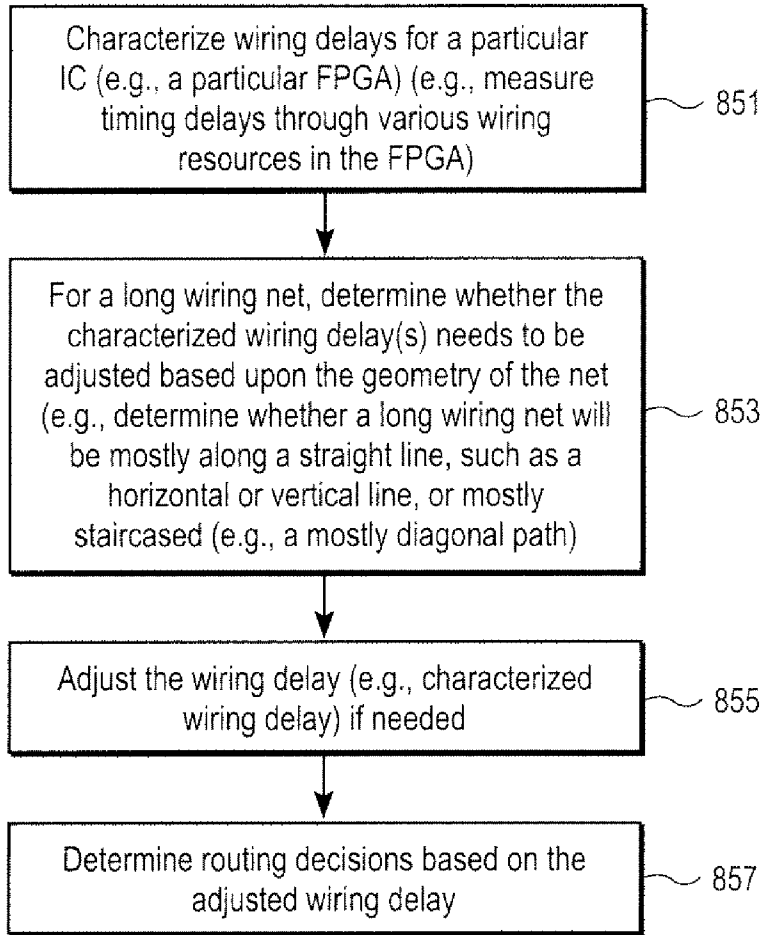 Characterize wiring delays for a particular
IC (e.g., a particular FPGA) (e.g., measure
timing delays through various wiring
resources in the FPGA)
851
For a long wiring net, determine whether the
characterized wiring delay(s) needs to be
adjusted based upon the geometry of the net
(e.g., determine whether a long wiring net will
be mostly along a straight line, such as a
horizontal or vertical line, or mostly
staircased (e.g., a mostly diagonal path)
853
Adjust the wiring delay (e.g., characterized
wiring delay) if needed
855
Determine routing decisions based on the
adjusted wiring delay
857